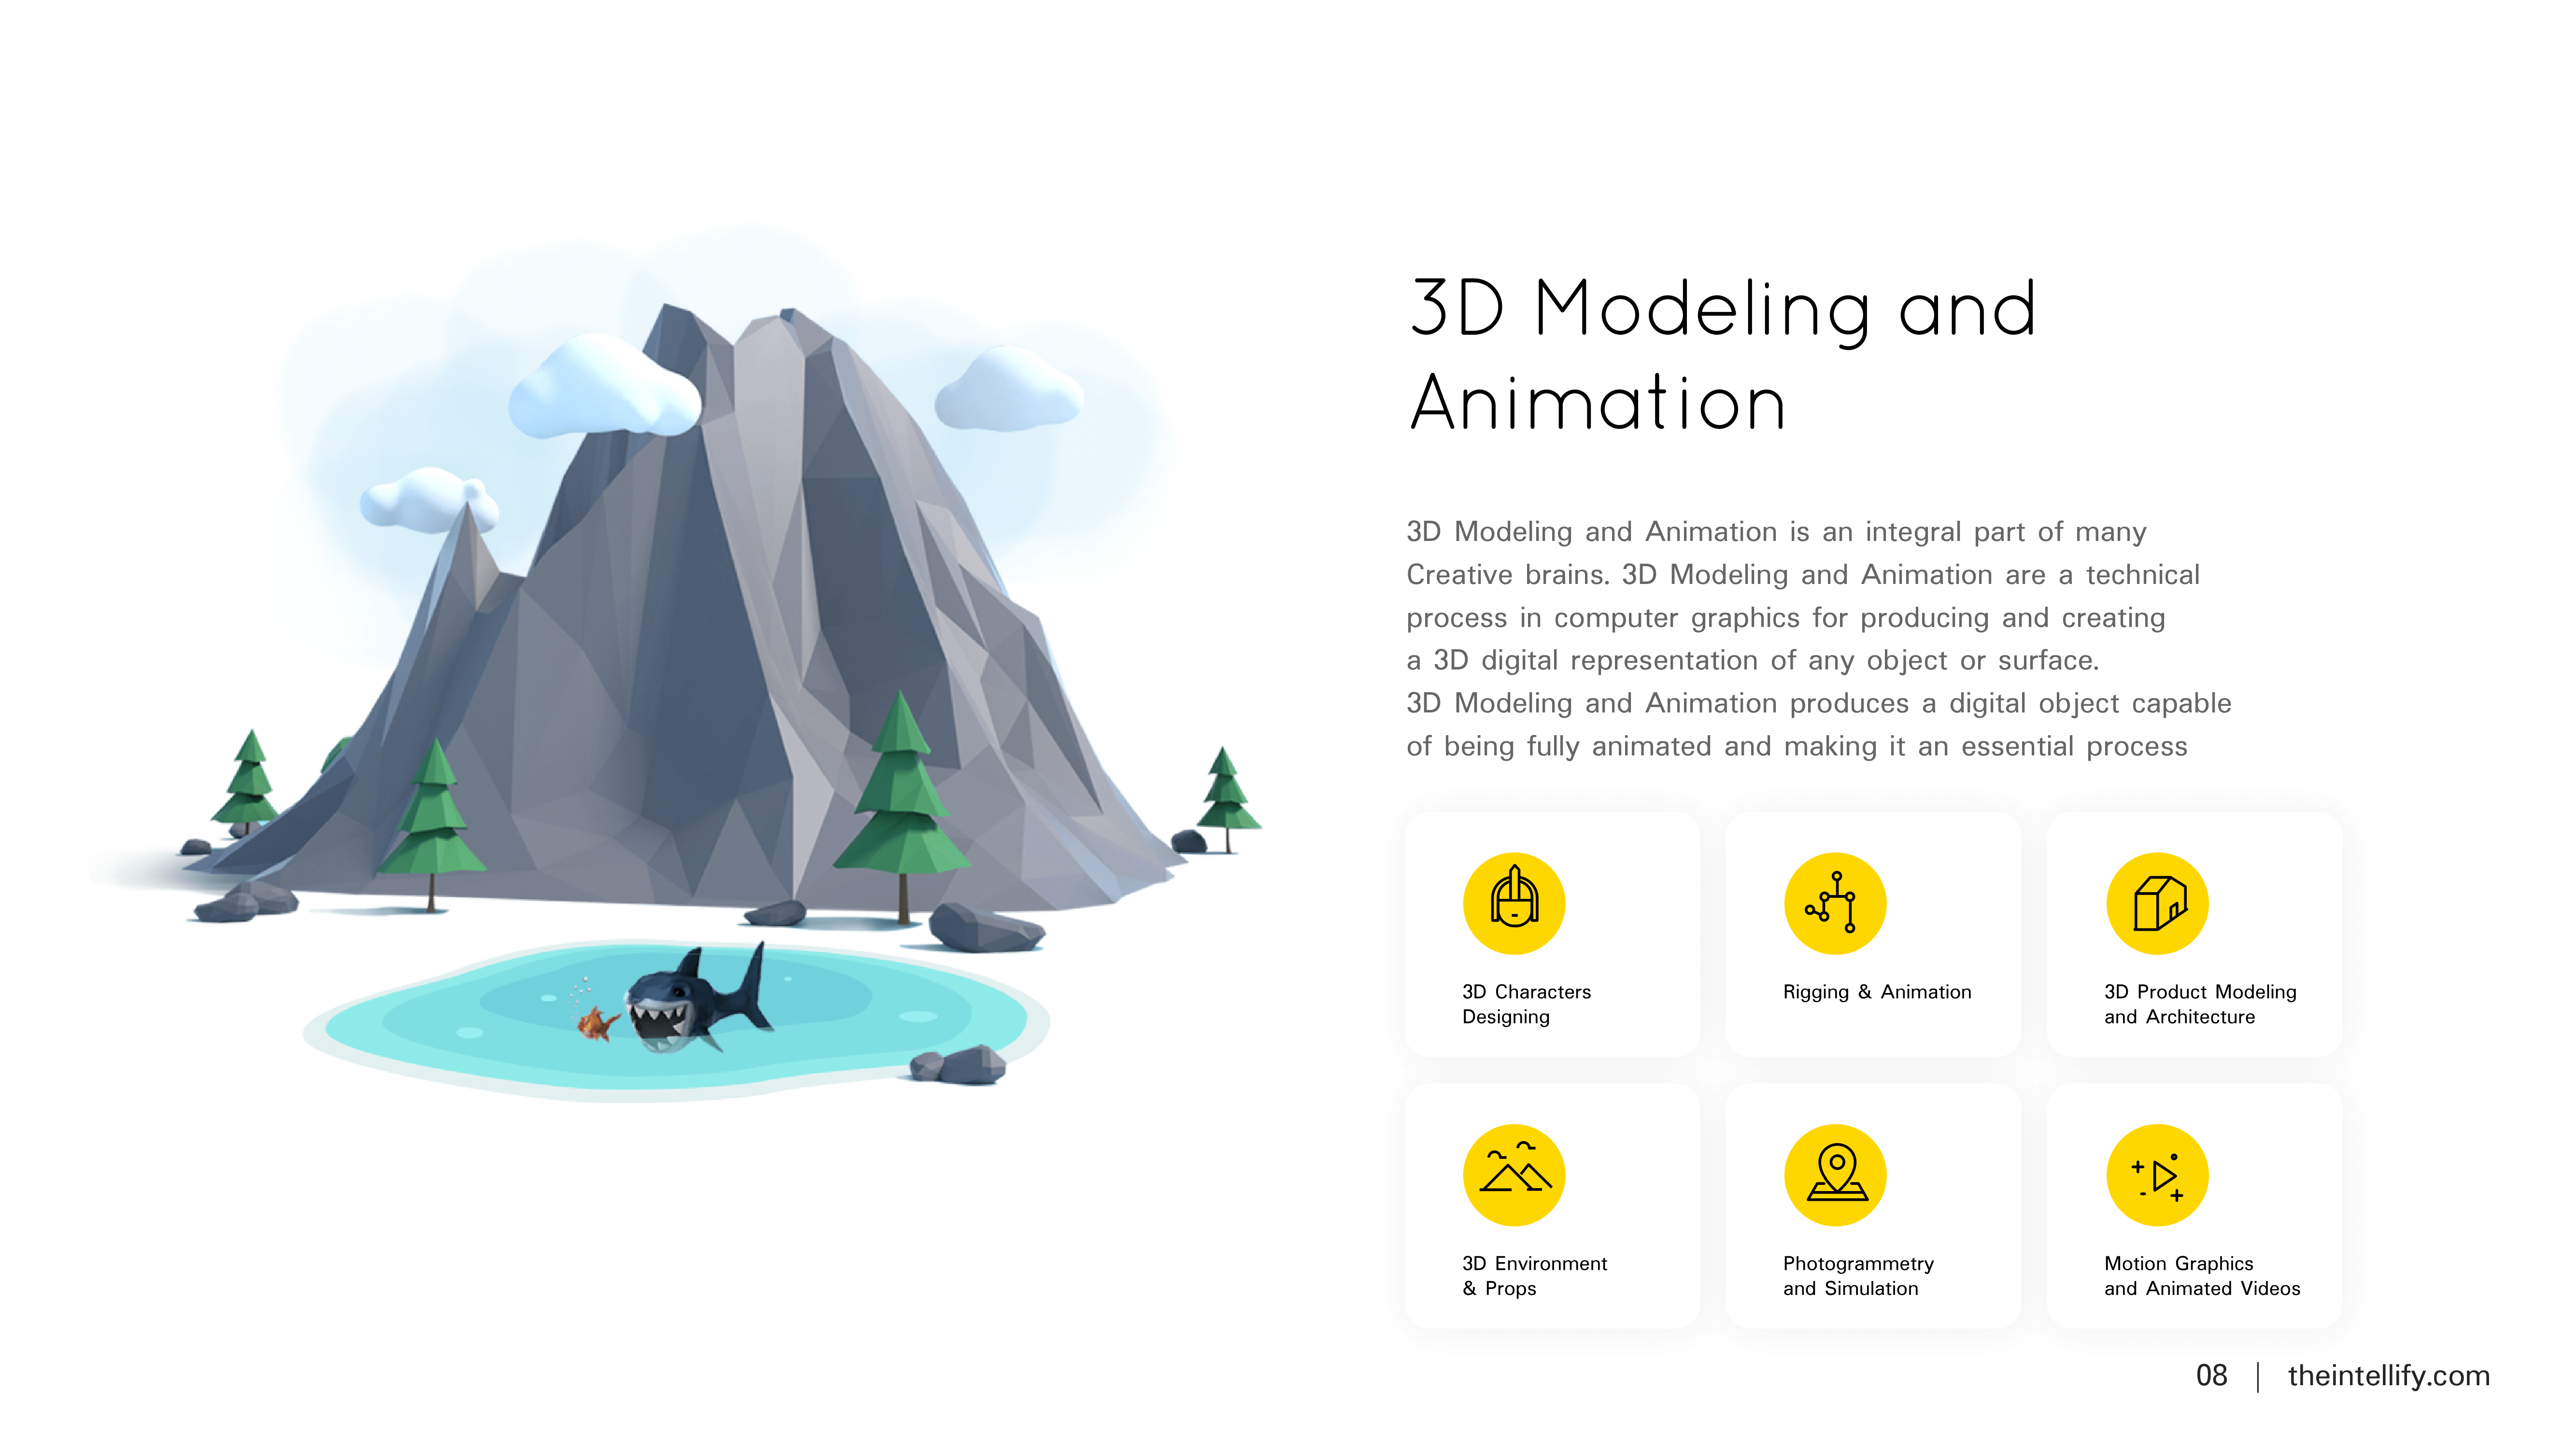 3D Modeling and
Animation
3D Modeling and Animation is an integral part of many
Creative brains. 3D Modeling and Animation are a technical
process in computer graphics for producing and creating
a 3D digital representation of any object or surface.
3D Modeling and Animation produces a digital object capable
of being fully animated and making it an essential process
3D Characters
Designing
Rigging & Animation
3D Product Modeling
and Architecture
3D Environment
& Props
Photogrammetry
and Simulation
Motion Graphics
and Animated Videos
08 | theintellify.com